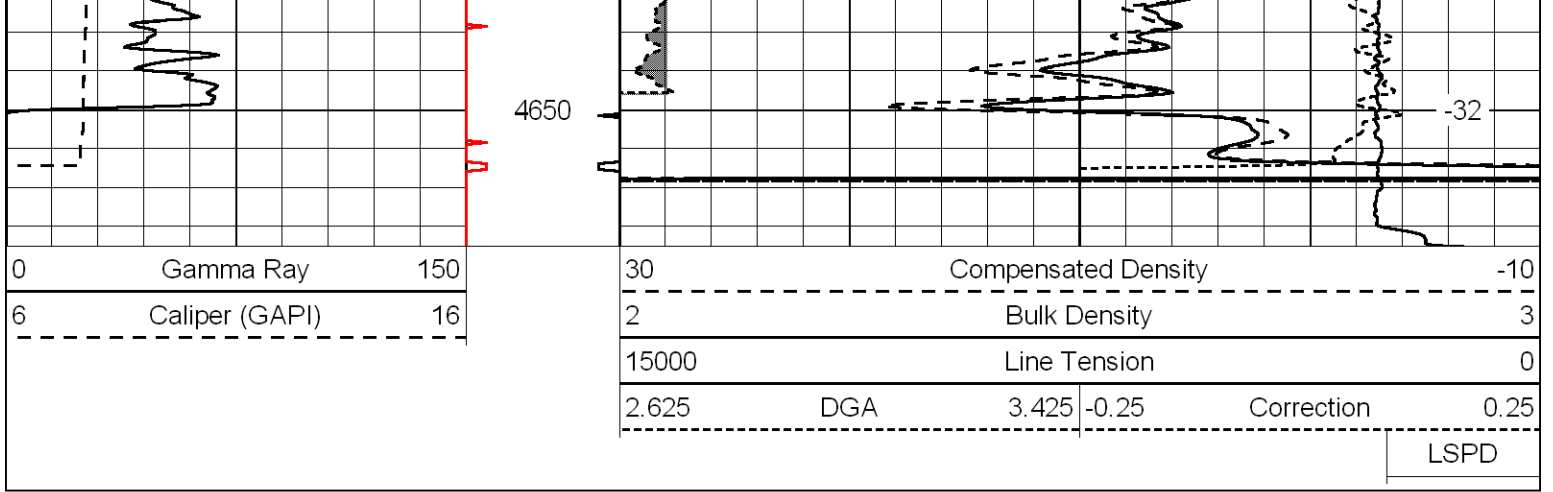 4650 -32
0 Gamma Ray 150
6 Caliper (GAPI) 16
30 Compensated Density -10
2 Bulk Density 3
15000 Line Tension 0
2.625 DGA 3.425 -0.25 Correction 0.25
LSPD